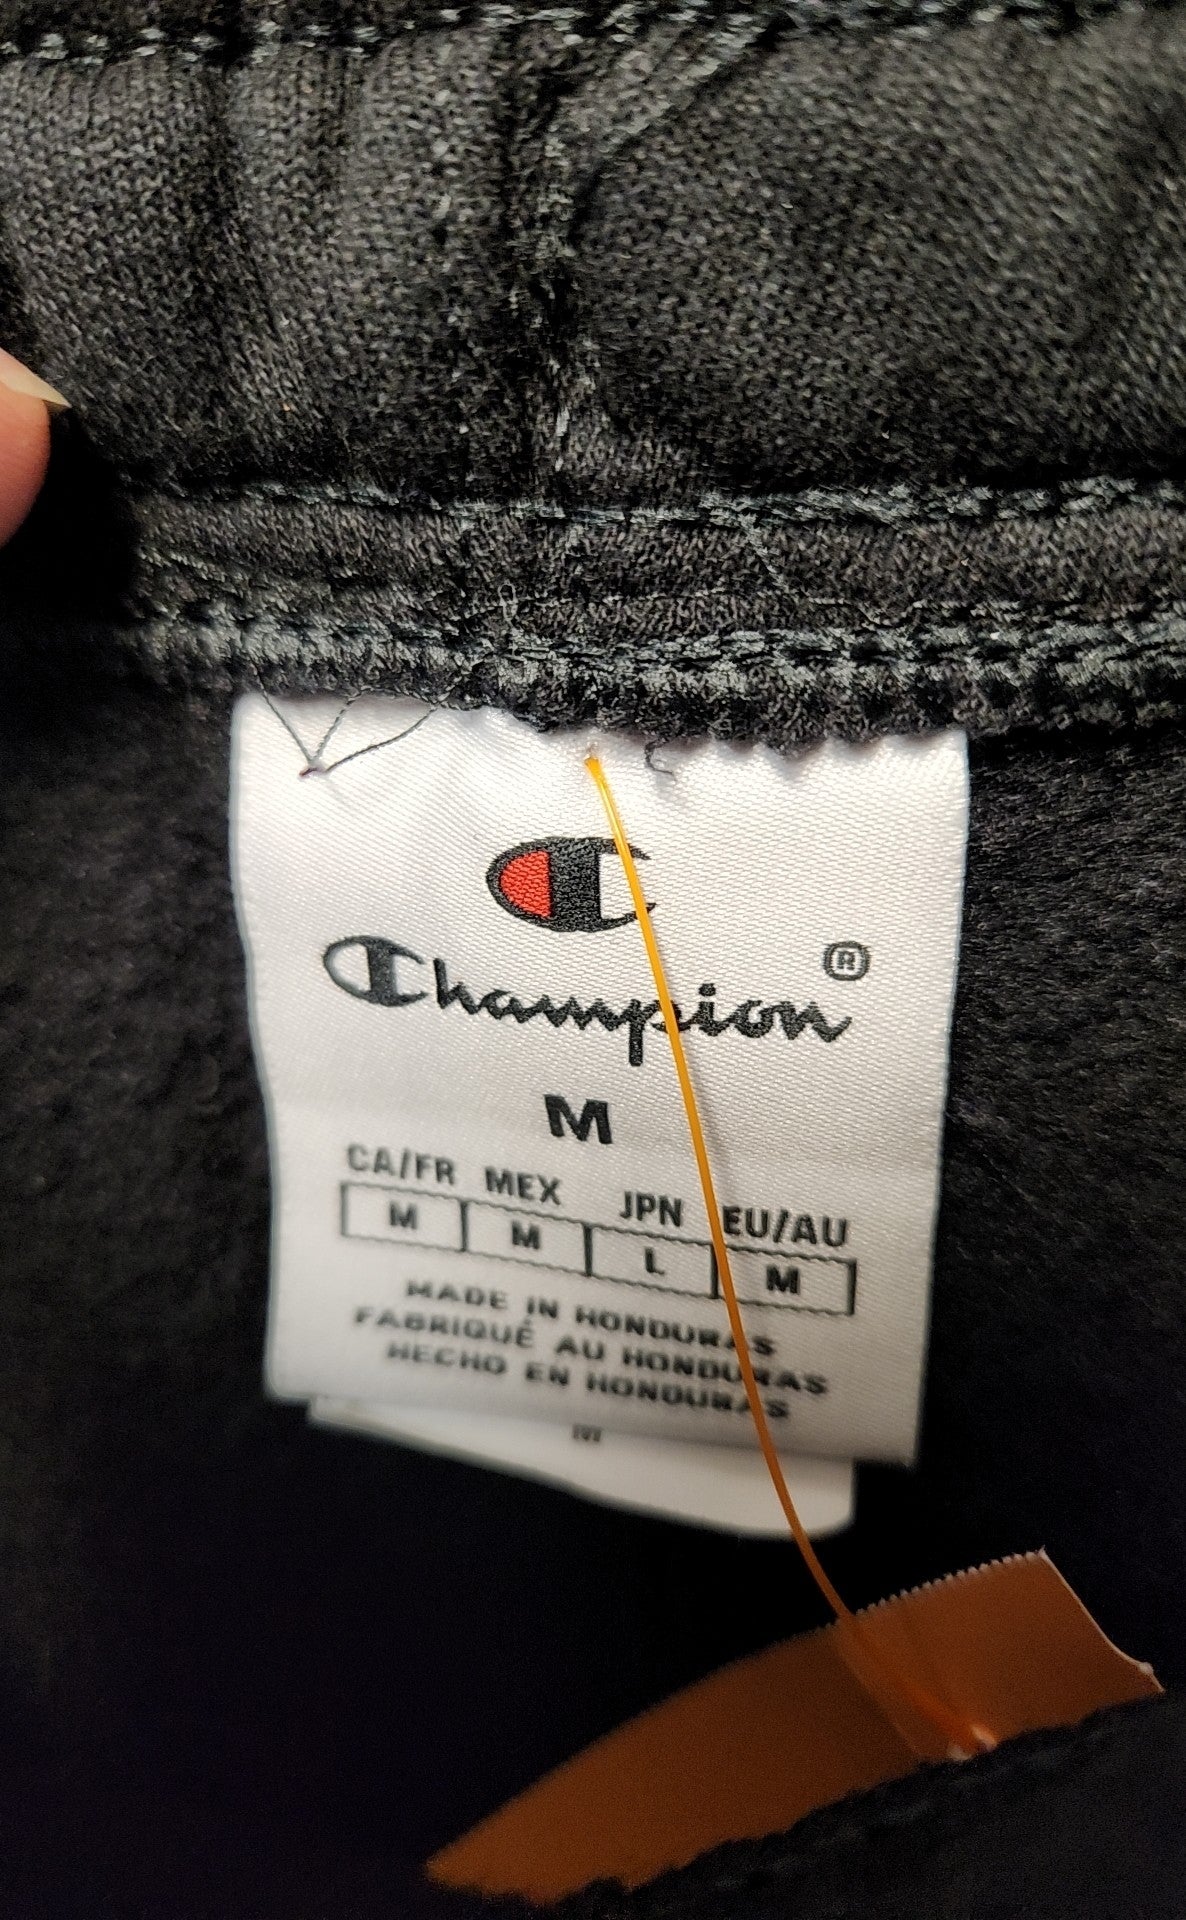 Champion®
M
CA/FR MEX JPN EU/AU
M M L M
MADE IN HONDURAS
FABRIQUÉ AU HONDURAS
HECHO EN HONDURAS
M